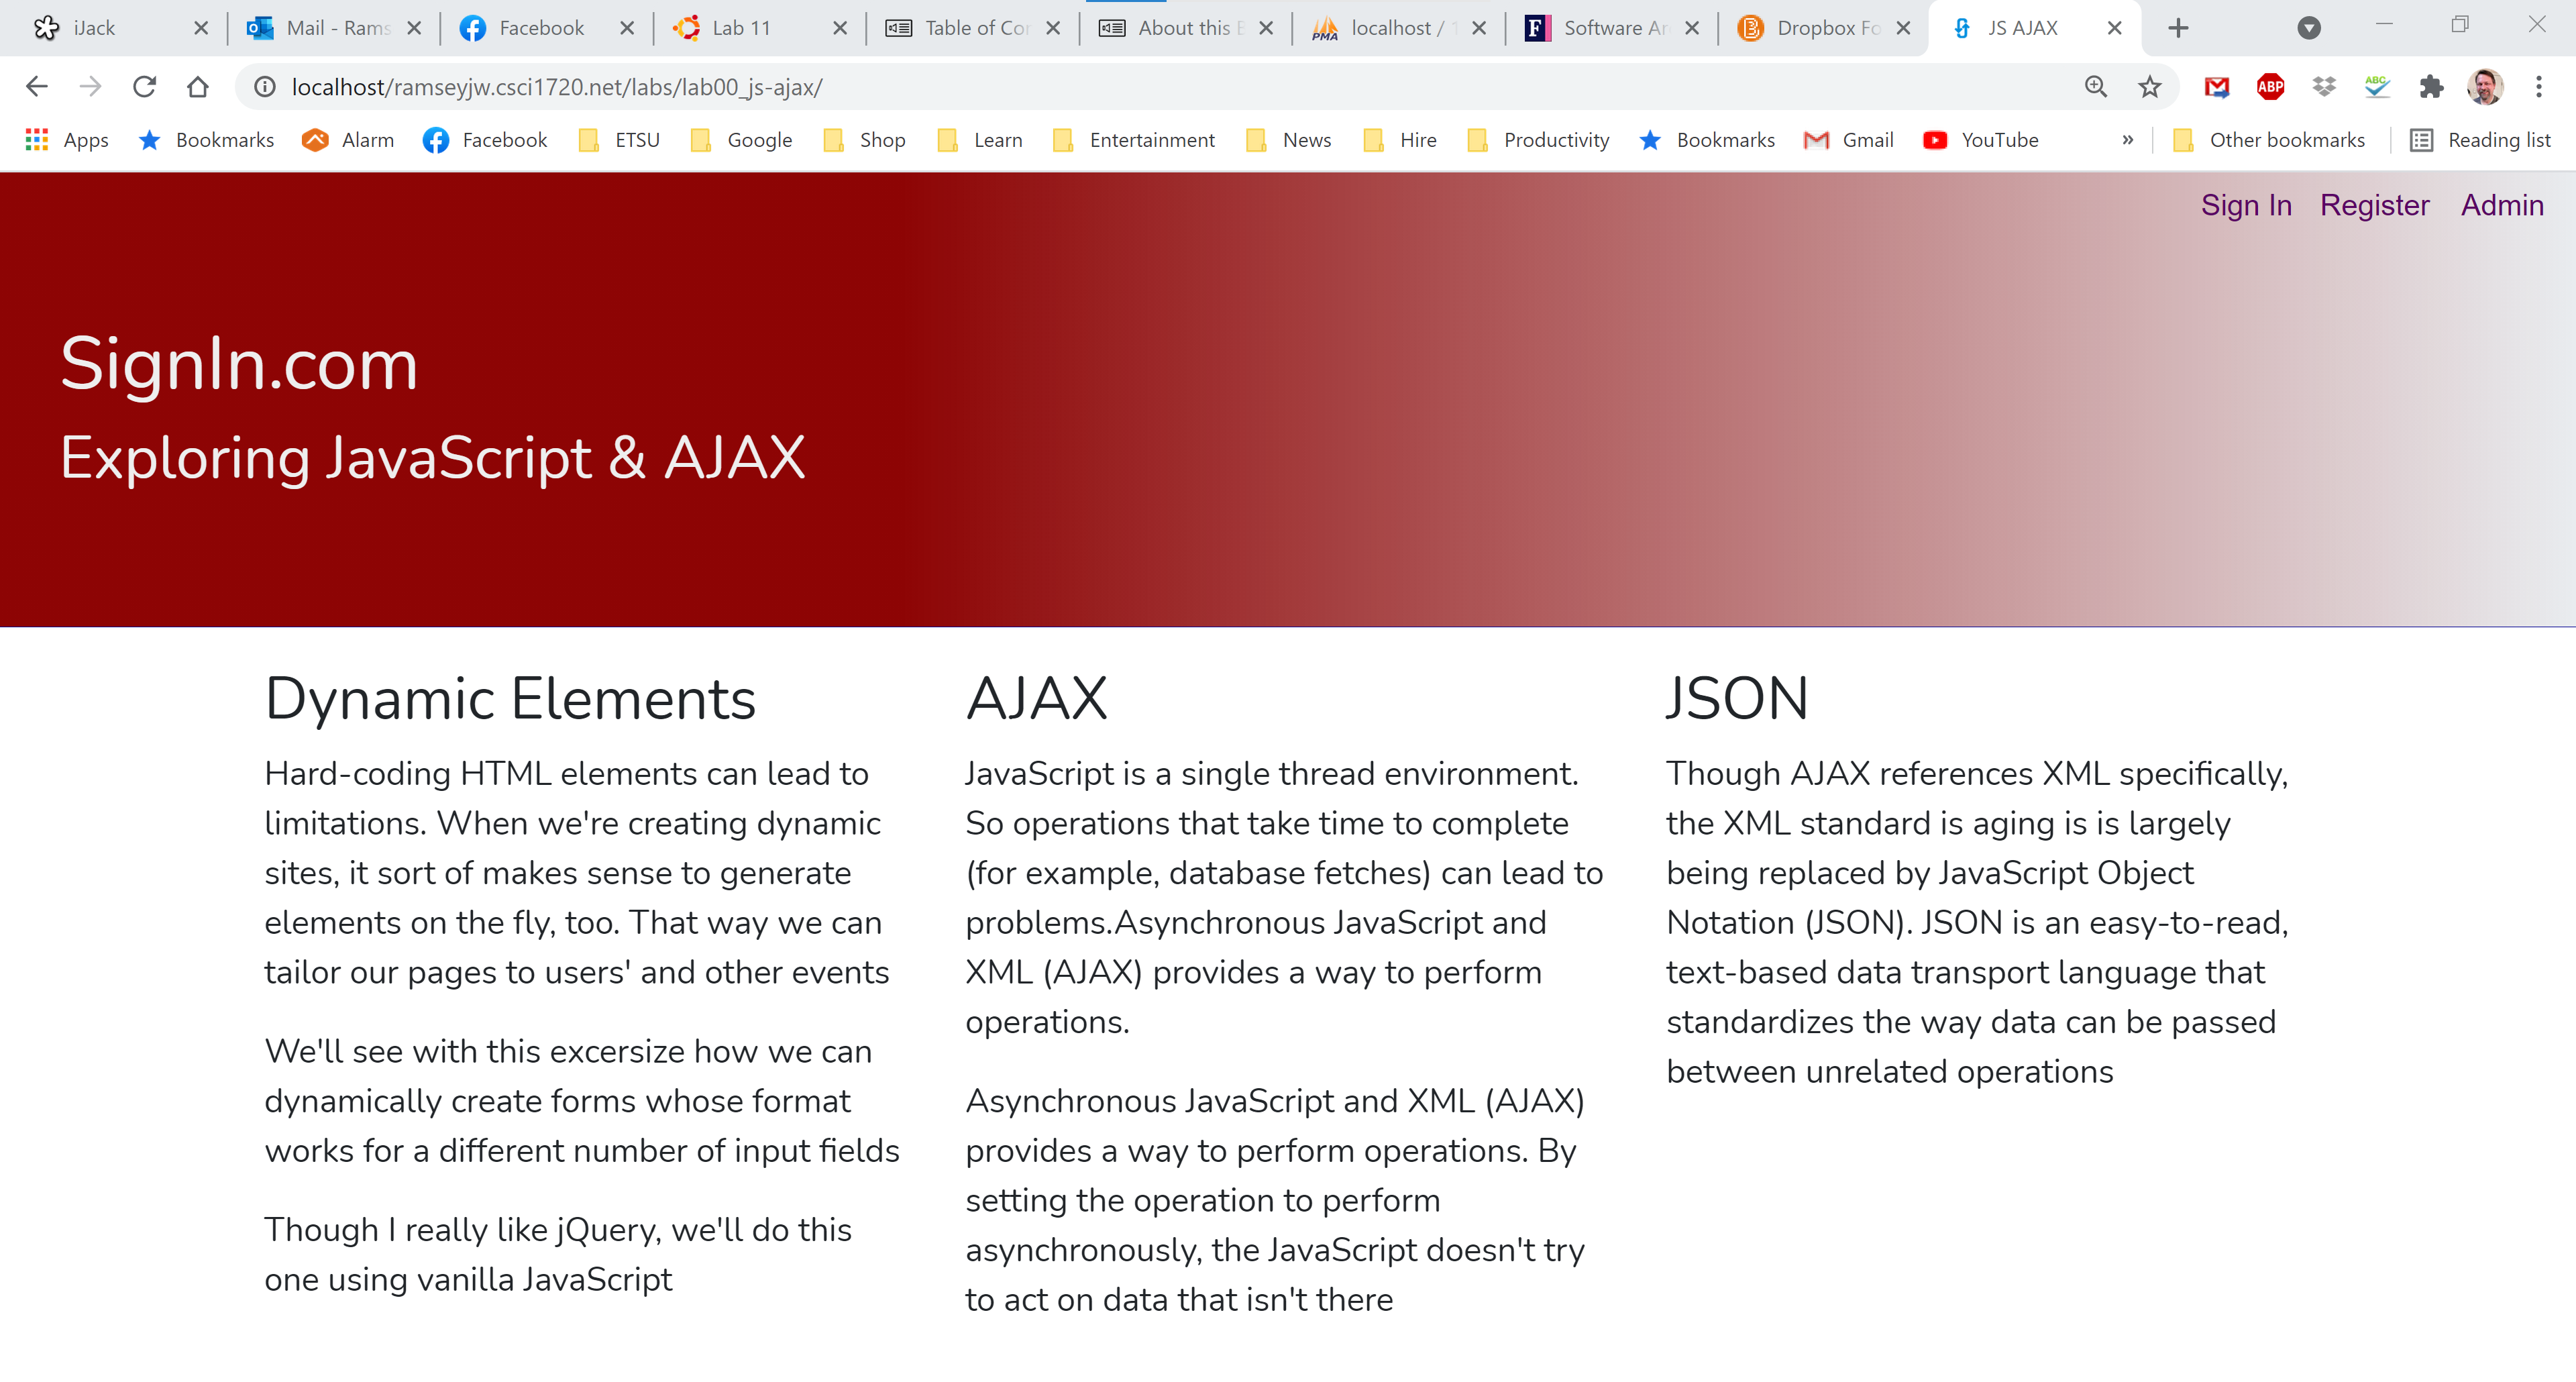 iJack
Mail - Rams
Facebook
Lab 11
Table of Cor
About this E
localhost / 1
Software Ar
Dropbox Fo
JS AJAX
localhost/ramseyjw.csci1720.net/labs/lab00_js-ajax/
ABP
ABC
Apps Bookmarks Alarm Facebook ETSU Google Shop Learn Entertainment News Hire Productivity Bookmarks Gmail YouTube » Other bookmarks Reading list
Sign In Register Admin
SignIn.com
Exploring JavaScript & AJAX
Dynamic Elements
Hard-coding HTML elements can lead to
limitations. When we're creating dynamic
sites, it sort of makes sense to generate
elements on the fly, too. That way we can
tailor our pages to users' and other events
We'll see with this excersize how we can
dynamically create forms whose format
works for a different number of input fields
Though I really like jQuery, we'll do this
one using vanilla JavaScript
AJAX
JavaScript is a single thread environment.
So operations that take time to complete
(for example, database fetches) can lead to
problems.Asynchronous JavaScript and
XML (AJAX) provides a way to perform
operations.
Asynchronous JavaScript and XML (AJAX)
provides a way to perform operations. By
setting the operation to perform
asynchronously, the JavaScript doesn't try
to act on data that isn't there
JSON
Though AJAX references XML specifically,
the XML standard is aging is is largely
being replaced by JavaScript Object
Notation (JSON). JSON is an easy-to-read,
text-based data transport language that
standardizes the way data can be passed
between unrelated operations